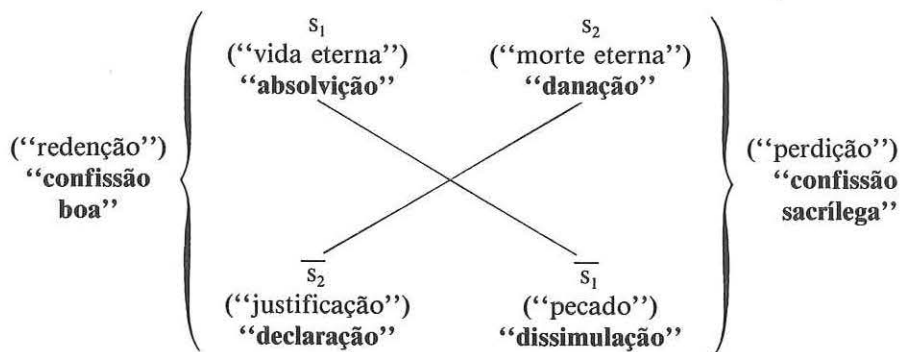 s₁
(“vida eterna”)
“absolvição”
s₂
(“morte eterna”)
“danação”
(“redenção”)
“confissão
boa”
(“perdição”)
“confissão
sacrílega”
s̅₂
(“justificação”)
“declaração”
s̅₁
(“pecado”)
“dissimulação”